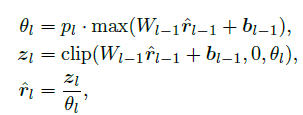 θ_l = p_l · max(W_{l−1} r̂_{l−1} + b_{l−1}),
z_l = clip(W_{l−1} r̂_{l−1} + b_{l−1}, 0, θ_l),
r̂_l = z_l / θ_l,